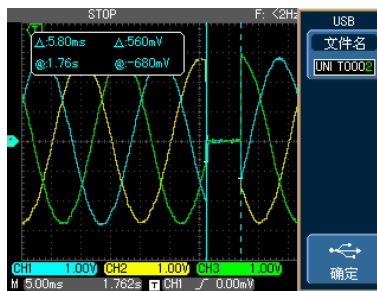 STOP F: <2Hz
USB
T
△:5.80ms △:560mV
@:1.76s @:-680mV
文件名
UNI T0002
CH1 1.00V CH2 1.00V CH3 1.00V
M 5.00ms 1.762s T CH1 0.00mV
确定